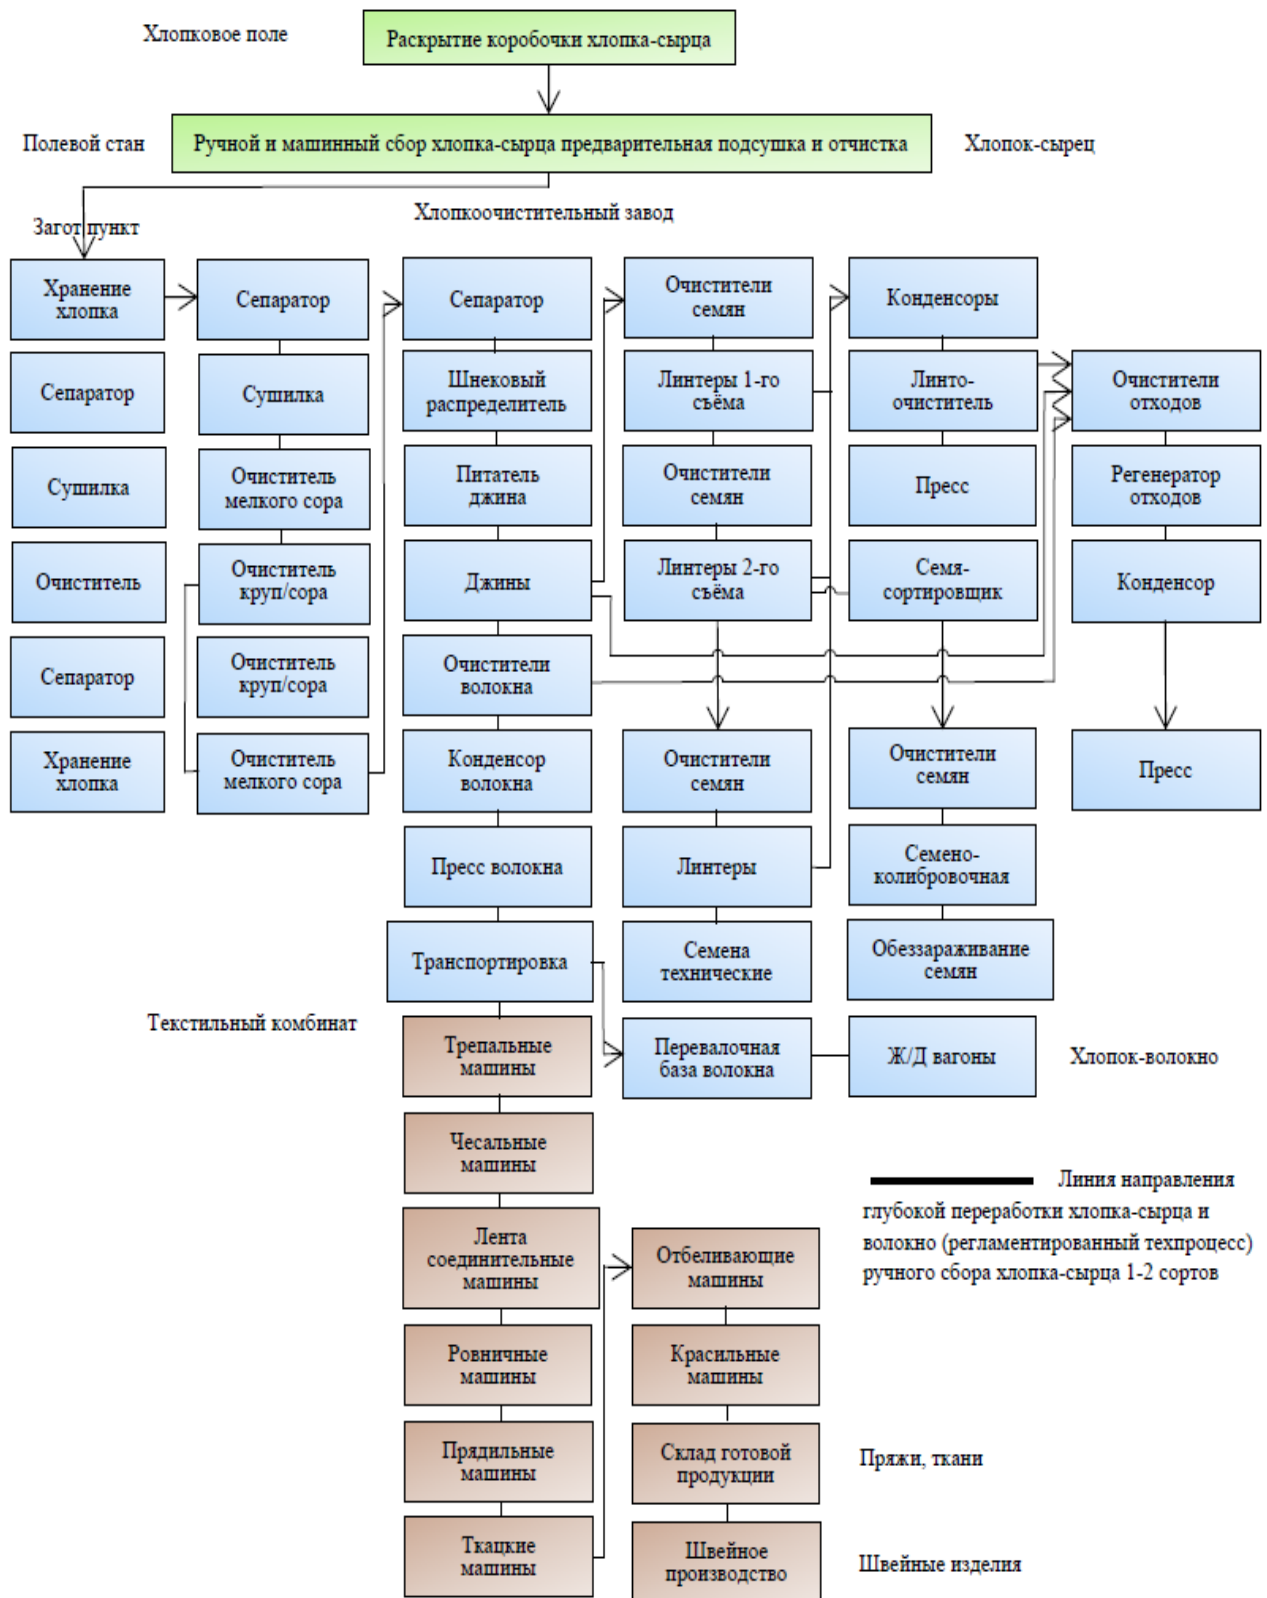 Хлопковое поле
Раскрытие коробочки хлопка-сырца
Полевой стан
Ручной и машинный сбор хлопка-сырца предварительная подсушка и отчистка
Хлопок-сырец
Хлопкоочистительный завод
Загот пункт
Хранение
хлопка
Сепаратор
Сушилка
Очиститель
Сепаратор
Хранение
хлопка
Сепаратор
Сушилка
Очиститель
мелкого сора
Очиститель
круп/сора
Очиститель
круп/сора
Очиститель
мелкого сора
Сепаратор
Шнековый
распределитель
Питатель
джина
Джины
Очистители
волокна
Конденсор
волокна
Пресс волокна
Транспортировка
Очистители
семян
Линтеры 1-го
съёма
Очистители
семян
Линтеры 2-го
съёма
Очистители
семян
Линтеры
Семена
технические
Перевалочная
база волокна
Конденсоры
Линто-
очиститель
Пресс
Семя-
сортировщик
Очистители
семян
Семено-
колибровочная
Обеззараживание
семян
Ж/Д вагоны
Хлопок-волокно
Очистители
отходов
Регенератор
отходов
Конденсор
Пресс
Текстильный комбинат
Трепальные
машины
Чесальные
машины
Лента
соединительные
машины
Ровничные
машины
Прядильные
машины
Ткацкие
машины
Отбеливающие
машины
Красильные
машины
Склад готовой
продукции
Пряжи, ткани
Швейное
производство
Швейные изделия
Линия направления
глубокой переработки хлопка-сырца и
волокно (регламентированный техпроцесс)
ручного сбора хлопка-сырца 1-2 сортов